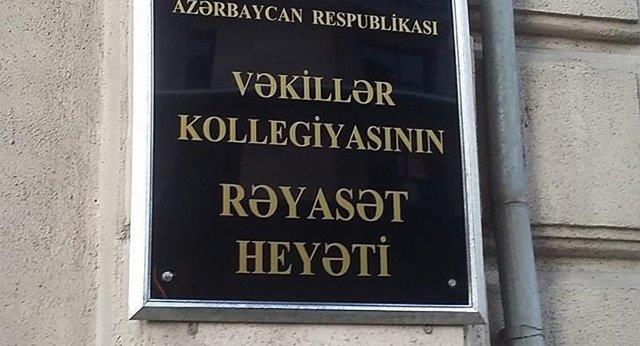 AZƏRBAYCAN RESPUBLİKASI
VƏKİLLƏR
KOLLEGİYASININ
RƏYASƏT
HEYƏTİ